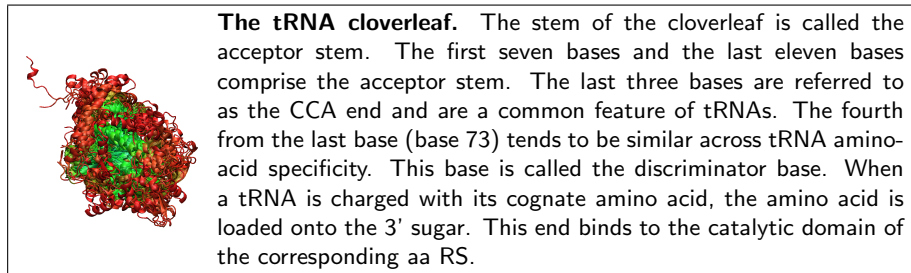 The tRNA cloverleaf. The stem of the cloverleaf is called the
acceptor stem. The first seven bases and the last eleven bases
comprise the acceptor stem. The last three bases are referred to
as the CCA end and are a common feature of tRNAs. The fourth
from the last base (base 73) tends to be similar across tRNA amino-
acid specificity. This base is called the discriminator base. When
a tRNA is charged with its cognate amino acid, the amino acid is
loaded onto the 3' sugar. This end binds to the catalytic domain of
the corresponding aa RS.